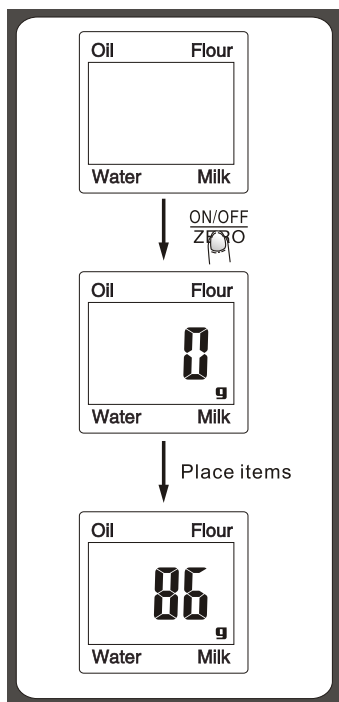 Oil Flour
Water Milk
ON/OFF
ZERO
Oil Flour
0
g
Water Milk
Place items
Oil Flour
86
g
Water Milk